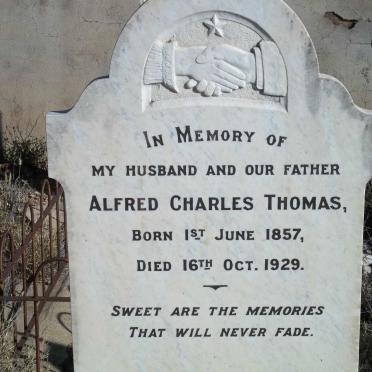 IN MEMORY OF
MY HUSBAND AND OUR FATHER
ALFRED CHARLES THOMAS,
BORN 1ST JUNE 1857,
DIED 16TH OCT. 1929.
SWEET ARE THE MEMORIES
THAT WILL NEVER FADE.